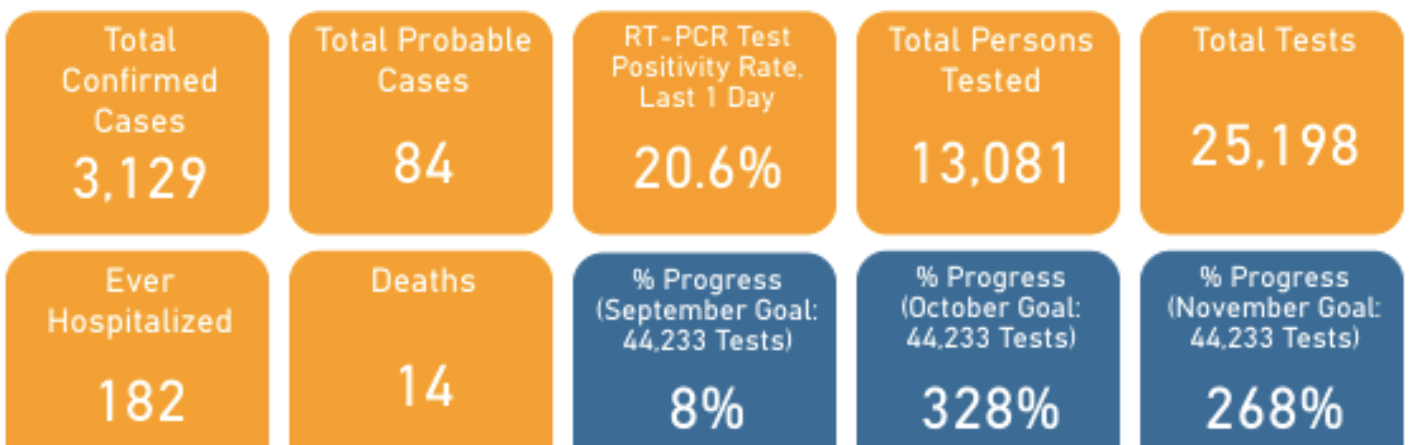 Total
Confirmed
Cases
3,129
Total Probable
Cases
84
RT-PCR Test
Positivity Rate,
Last 1 Day
20.6%
Total Persons
Tested
13,081
Total Tests
25,198
Ever
Hospitalized
182
Deaths
14
% Progress
(September Goal:
44,233 Tests)
8%
% Progress
(October Goal:
44,233 Tests)
328%
% Progress
(November Goal:
44,233 Tests)
268%